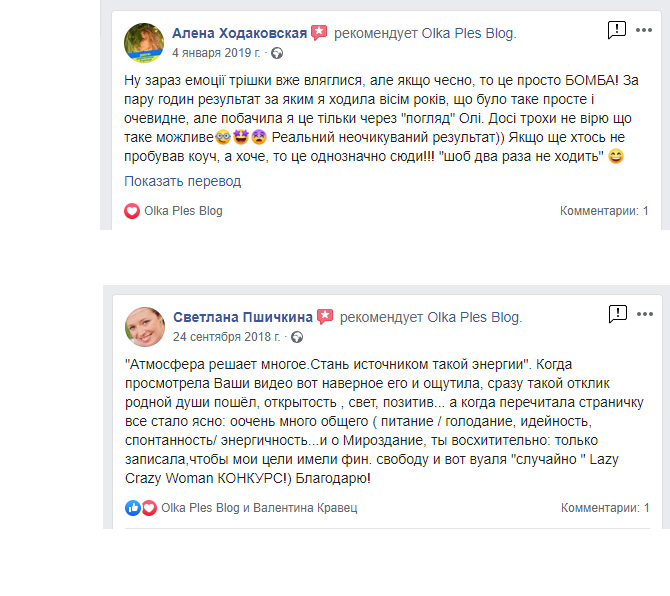 Алена Ходаковская рекомендует Olka Ples Blog.
4 января 2019 г. ·
Ну зараз емоції трішки вже вляглися, але якщо чесно, то це просто БОМБА! За
пару годин результат за яким я ходила вісім років, що було таке просте і
очевидне, але побачила я це тільки через "погляд" Олі. Досі трохи не вірю що
таке можливе🥸🤩😨 Реальний неочикуваний результат)) Якщо ще хтось не
пробував коуч, а хоче, то це однозначно сюди!!! "шоб два раза не ходить" 😄
Показать перевод
Olka Ples Blog
Комментарии: 1
Светлана Пшичкина рекомендует Olka Ples Blog.
24 сентября 2018 г. ·
"Атмосфера решает многое.Стань источником такой энергии". Когда
просмотрела Ваши видео вот наверное его и ощутила, сразу такой отклик
родной души пошёл, открытость , свет, позитив... а когда перечитала страничку
все стало ясно: оочень много общего ( питание / голодание, идейность,
спонтанность/ энергичность...и о Мироздание, ты восхитительно: только
записала,чтобы мои цели имели фин. свободу и вот вуаля "случайно " Lazy
Crazy Woman КОНКУРС!) Благодарю!
Olka Ples Blog и Валентина Кравец
Комментарии: 1